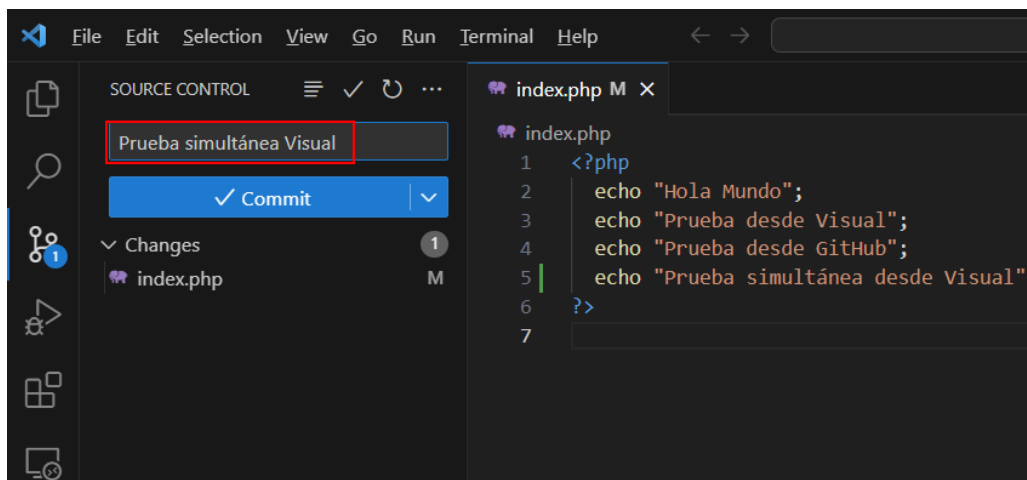 File Edit Selection View Go Run Terminal Help
SOURCE CONTROL
Prueba simultánea Visual
Commit
Changes 1
index.php M
1
index.php M
index.php
1 <?php
2 echo "Hola Mundo";
3 echo "Prueba desde Visual";
4 echo "Prueba desde GitHub";
5 echo "Prueba simultánea desde Visual"
6 ?>
7